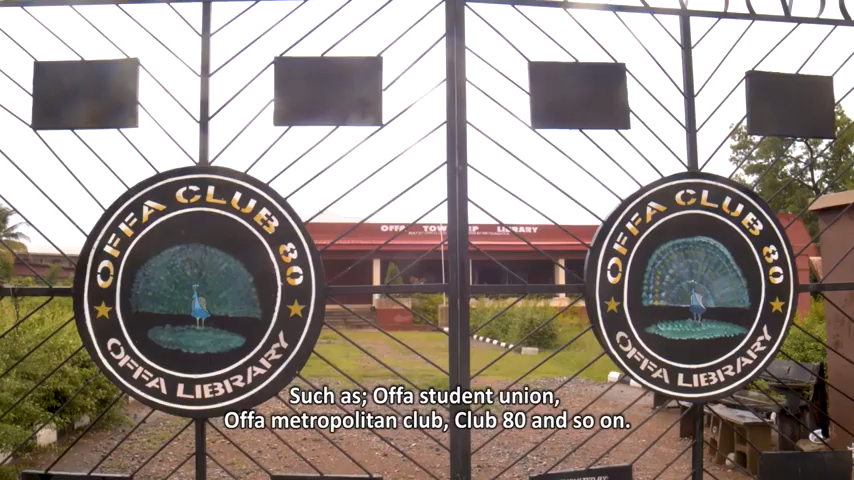 OFFA TOWNSHIP LIBRARY
OFFA CLUB 80
OFFA LIBRARY
OFFA CLUB 80
OFFA LIBRARY
Such as; Offa student union,
Offa metropolitan club, Club 80 and so on.